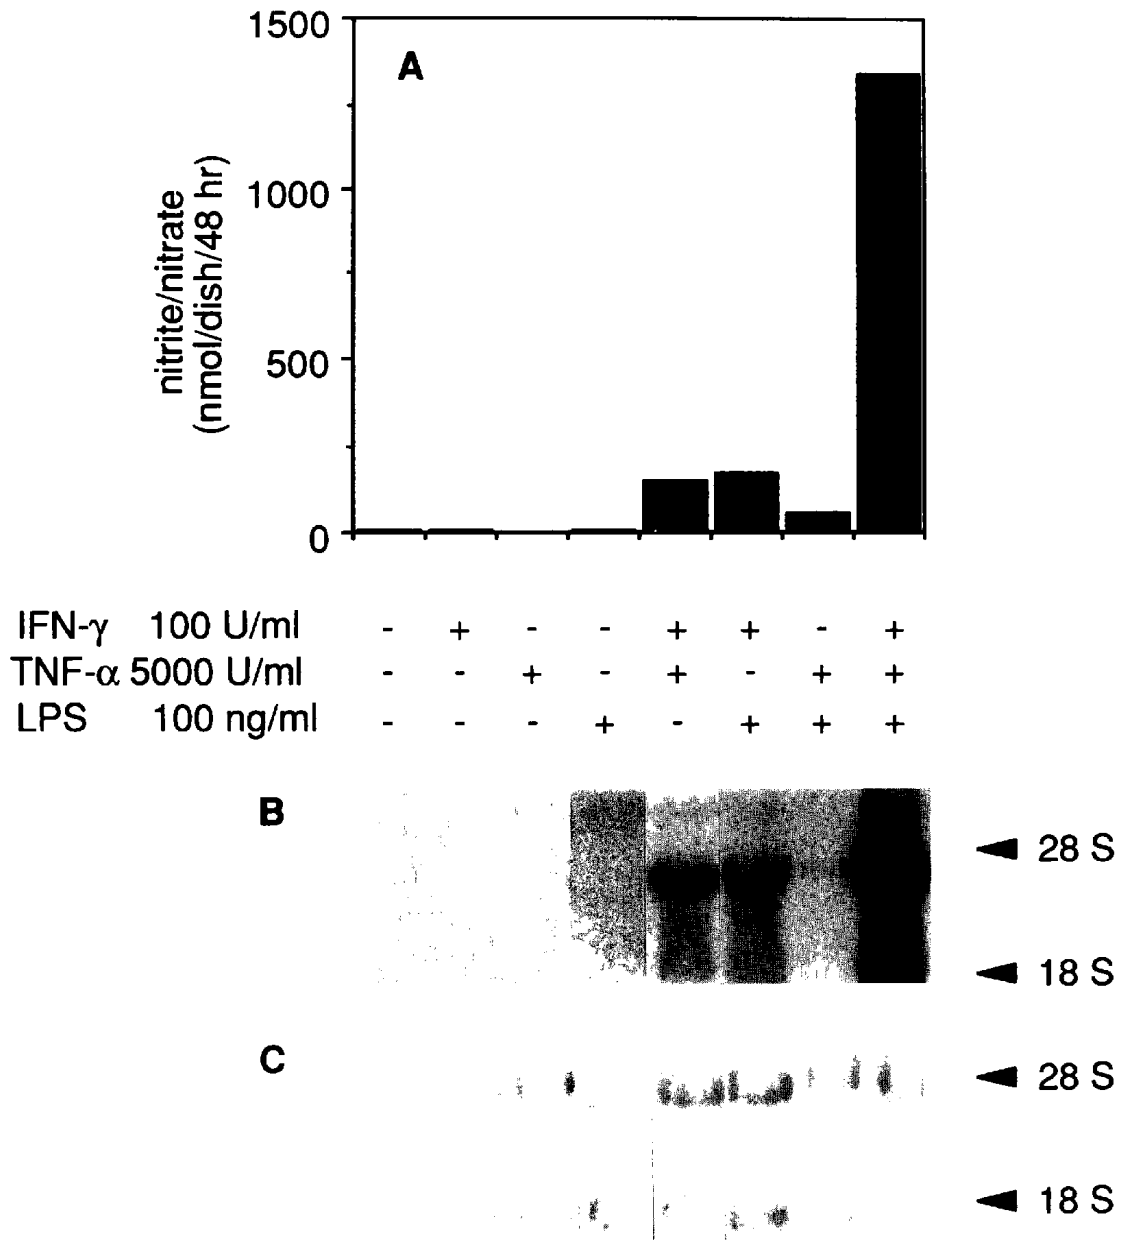 1500
A
1000
500
0
nitrite/nitrate
(nmol/dish/48 hr)
IFN-γ 100 U/ml - + - - + + - +
TNF-α 5000 U/ml - - + - + - + +
LPS 100 ng/ml - - - + - + + +
B
28 S
18 S
C
28 S
18 S